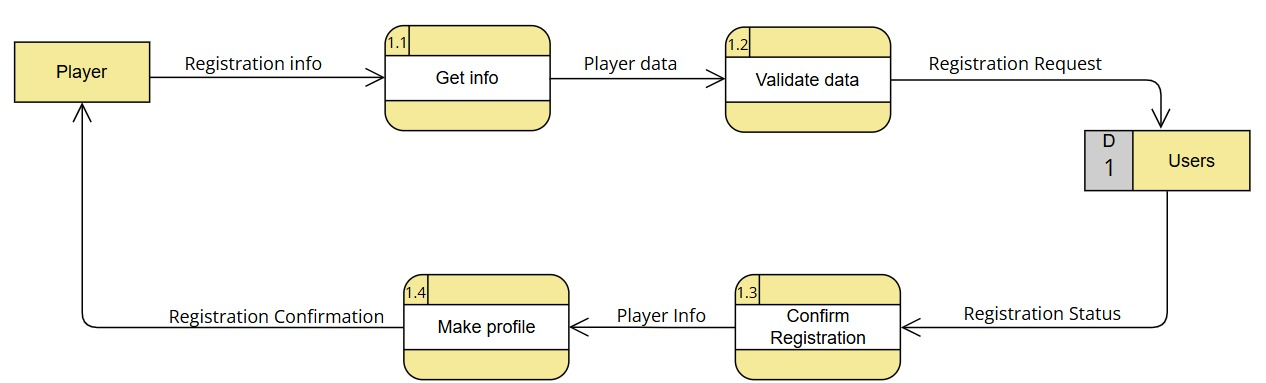 Player
Registration info
1.1
Get info
Player data
1.2
Validate data
Registration Request
D
1
Users
Registration Status
1.3
Confirm
Registration
Player Info
1.4
Make profile
Registration Confirmation